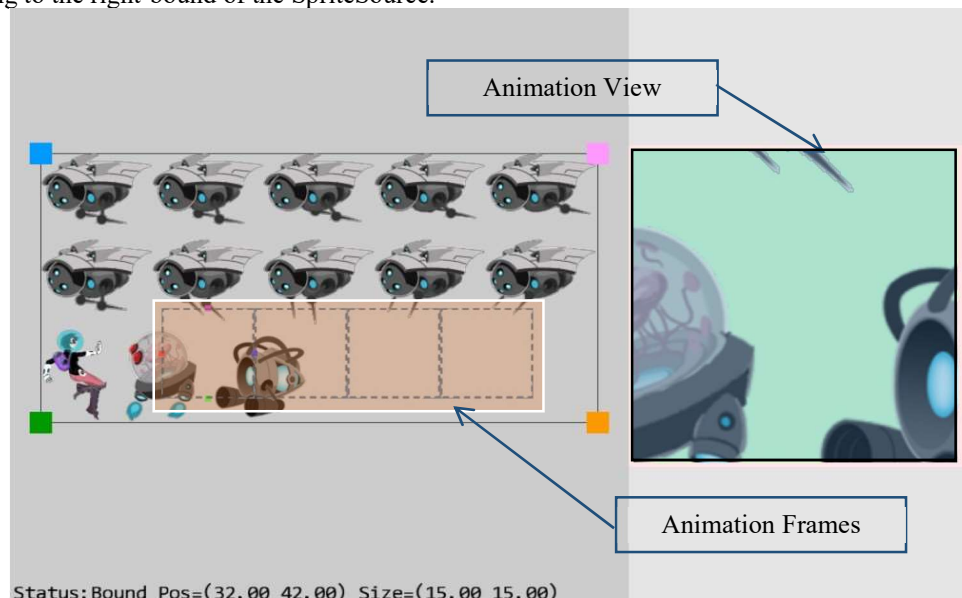 g to the right-bound of the SpriteSource.
Animation View
Animation Frames
Status:Bound Pos=(32.00 42.00) Size=(15.00 15.00)